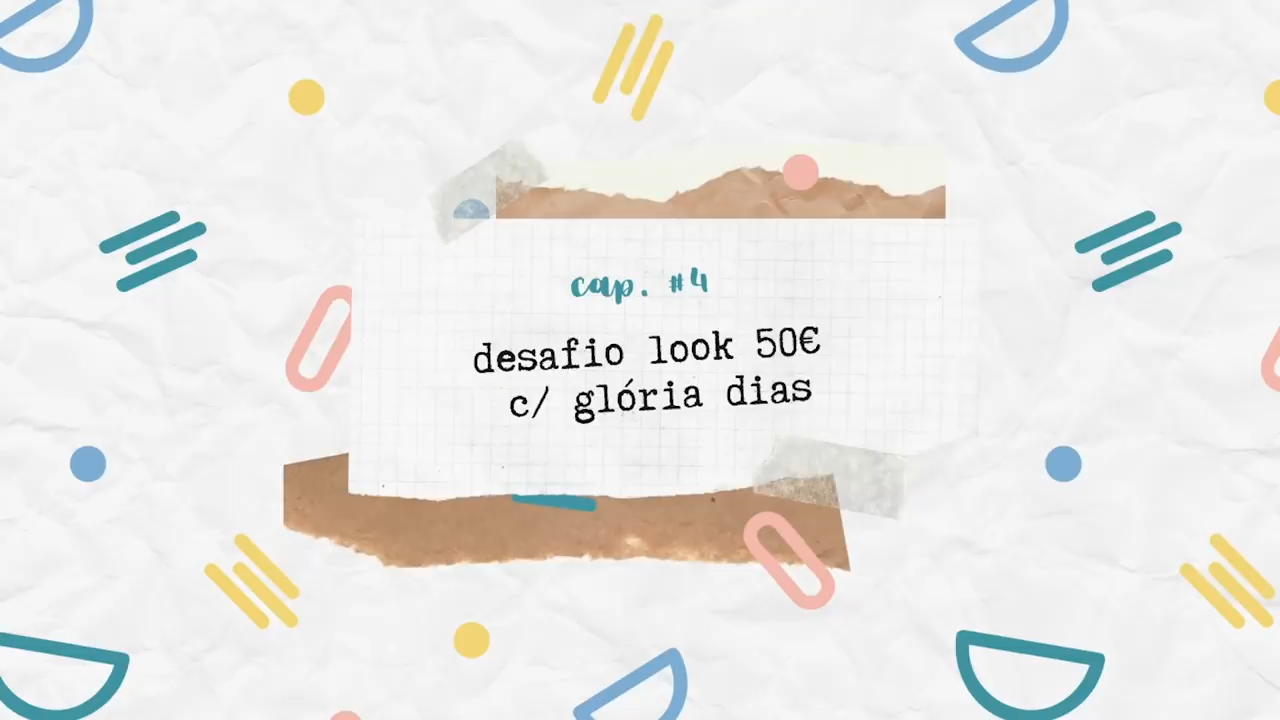 cap. #4
desafio look 50€
c/ glória dias